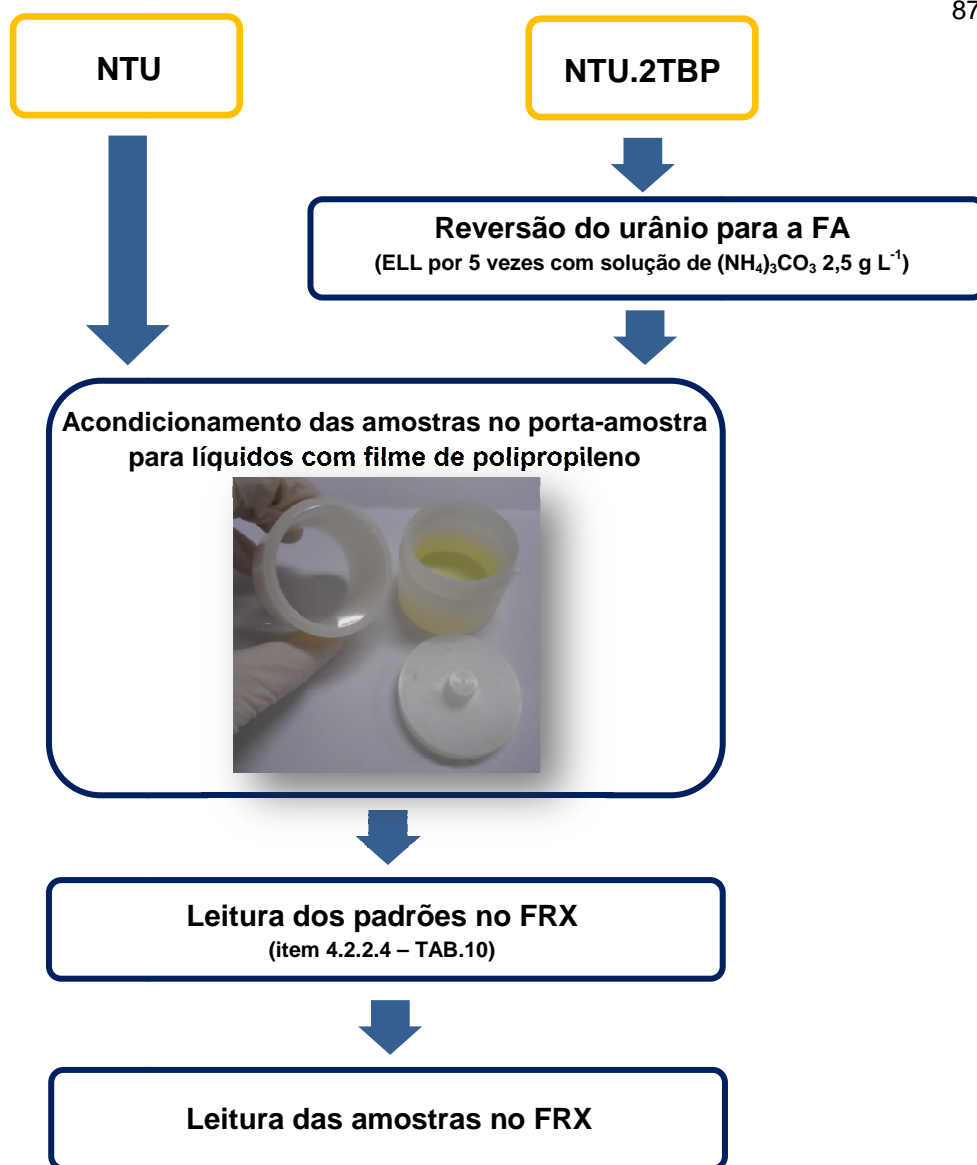 87
NTU
NTU.2TBP
Reversão do urânio para a FA
(ELL por 5 vezes com solução de (NH₄)₃CO₃ 2,5 g L⁻¹)
Acondicionamento das amostras no porta-amostra
para líquidos com filme de polipropileno
Leitura dos padrões no FRX
(item 4.2.2.4 – TAB.10)
Leitura das amostras no FRX